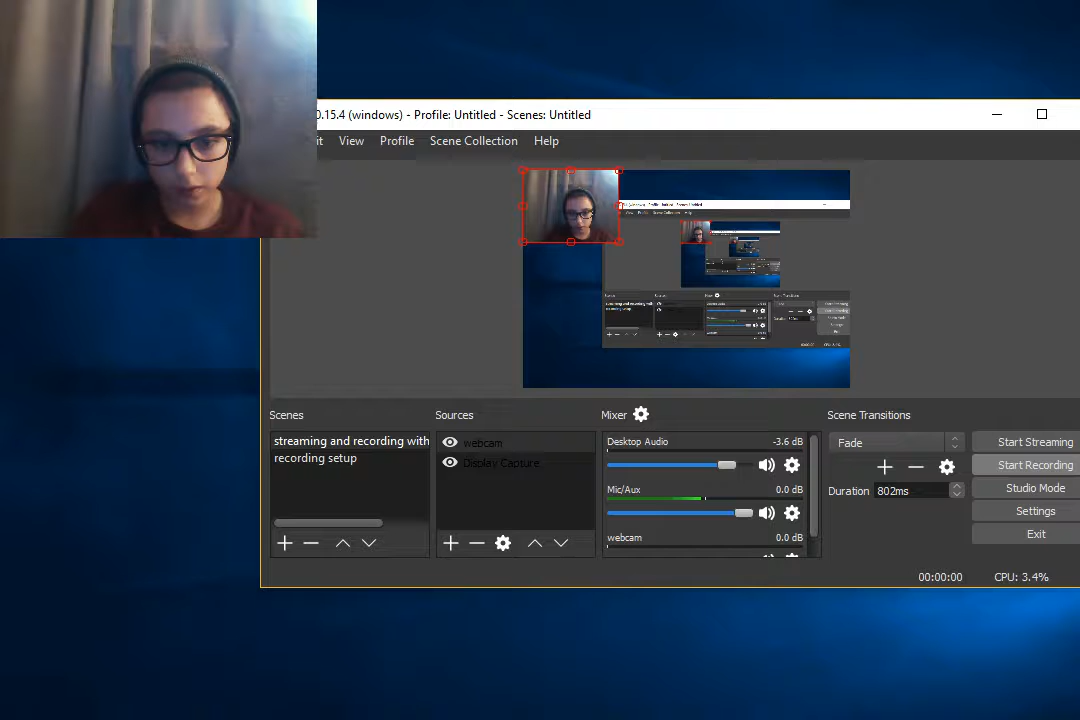 0.15.4 (windows) - Profile: Untitled - Scenes: Untitled
it View Profile Scene Collection Help
Scenes
Sources
Mixer
Scene Transitions
streaming and recording with
recording setup
webcam
Display Capture
Desktop Audio -3.6 dB
Mic/Aux 0.0 dB
webcam 0.0 dB
Fade
Duration 802ms
Start Streaming
Start Recording
Studio Mode
Settings
Exit
00:00:00 CPU: 3.4%